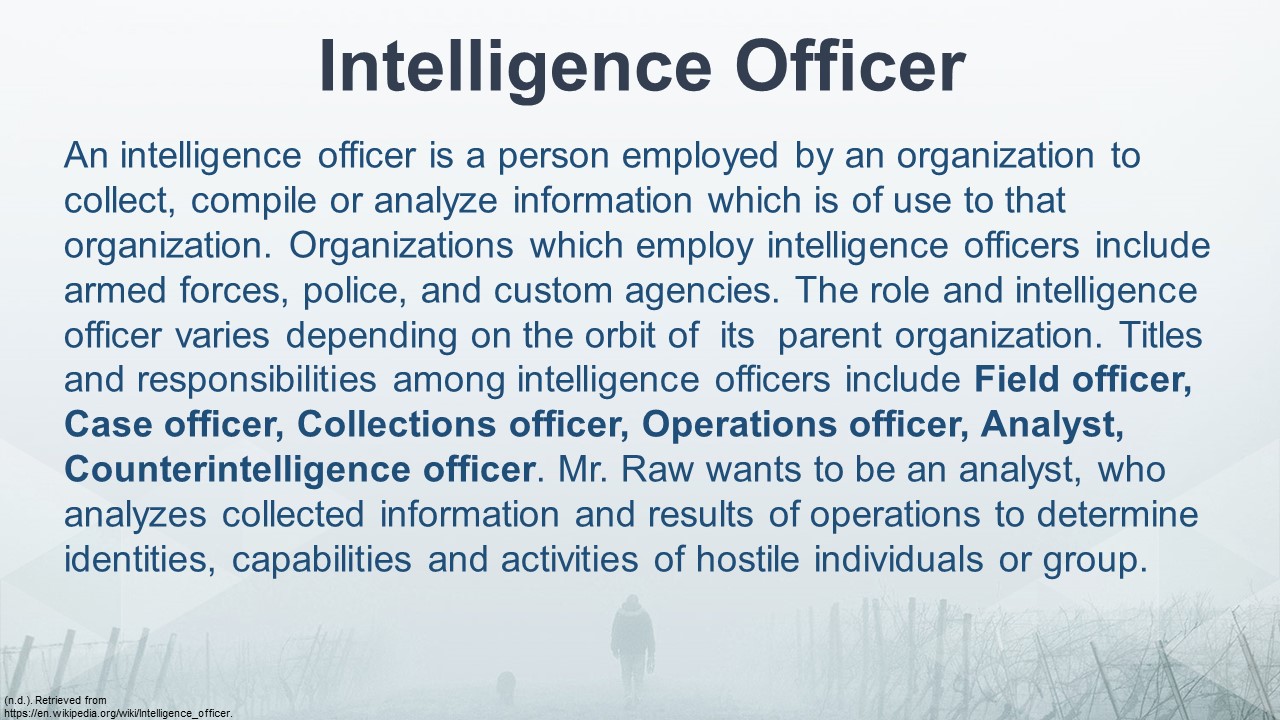 Intelligence Officer
An intelligence officer is a person employed by an organization to
collect, compile or analyze information which is of use to that
organization. Organizations which employ intelligence officers include
armed forces, police, and custom agencies. The role and intelligence
officer varies depending on the orbit of its parent organization. Titles
and responsibilities among intelligence officers include Field officer,
Case officer, Collections officer, Operations officer, Analyst,
Counterintelligence officer. Mr. Raw wants to be an analyst, who
analyzes collected information and results of operations to determine
identities, capabilities and activities of hostile individuals or group.
(n.d.). Retrieved from
https://en.wikipedia.org/wiki/Intelligence_officer.